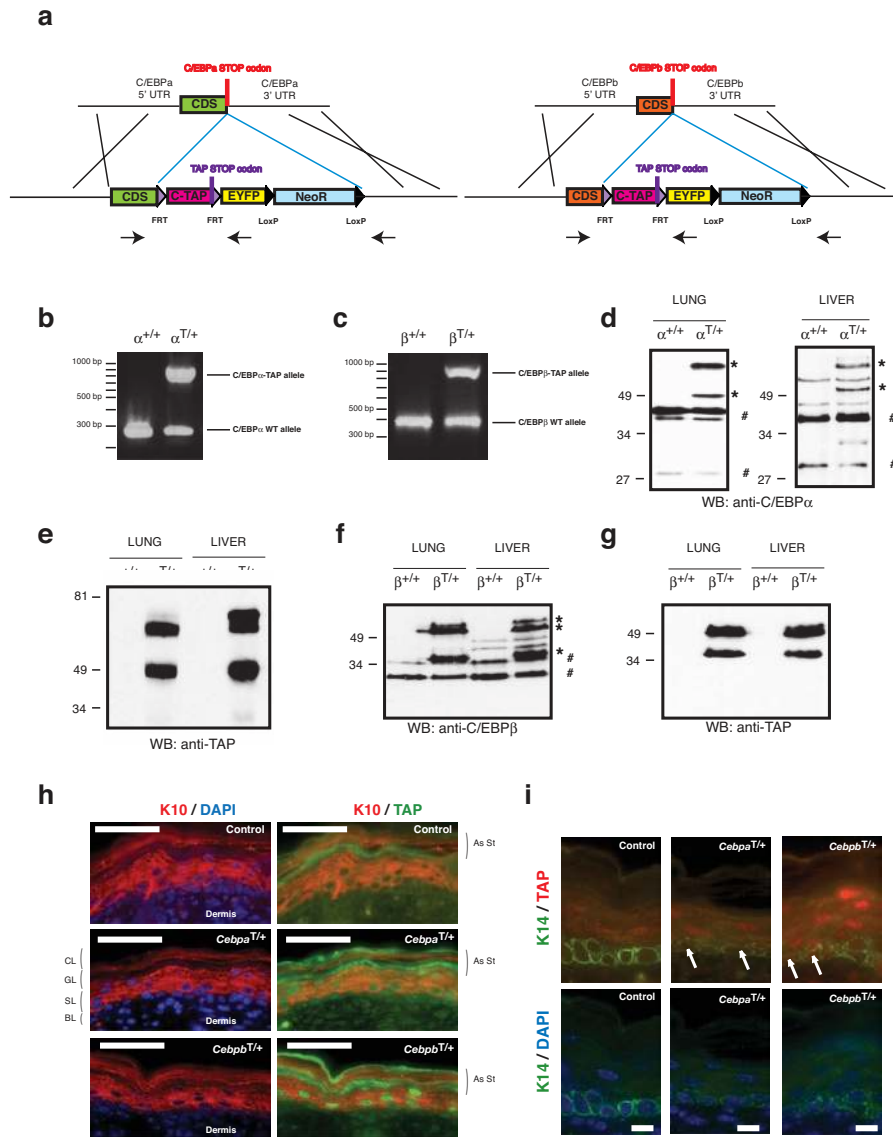 a
C/EBPa STOP codon
C/EBPa
5' UTR
C/EBPa
3' UTR
CDS
TAP STOP codon
CDS
C-TAP
EYFP
NeoR
FRT
FRT
LoxP
LoxP
C/EBPb STOP codon
C/EBPb
5' UTR
C/EBPb
3' UTR
CDS
TAP STOP codon
CDS
C-TAP
EYFP
NeoR
FRT
FRT
LoxP
LoxP
b
α+/+ αT/+
1000 bp
500 bp
300 bp
C/EBPα-TAP allele
C/EBPα WT allele
c
β+/+ βT/+
1000 bp
500 bp
400 bp
300 bp
C/EBPβ-TAP allele
C/EBPβ WT allele
d
LUNG
α+/+ αT/+
49
34
27
*
*
#
#
LIVER
α+/+ αT/+
49
34
27
*
*
#
#
WB: anti-C/EBPα
e
LUNG LIVER
+/+ T/+ +/+ T/+
81
49
34
WB: anti-TAP
f
LUNG LIVER
β+/+ βT/+ β+/+ βT/+
49
34
*
*
*
#
#
WB: anti-C/EBPβ
g
LUNG LIVER
β+/+ βT/+ β+/+ βT/+
49
34
WB: anti-TAP
h
K10 / DAPI
K10 / TAP
Control
Dermis
Control
As St
CebpaT/+
CL
GL
SL
BL
Dermis
CebpaT/+
As St
CebpbT/+
Dermis
CebpbT/+
As St
i
K14 / TAP
Control
CebpaT/+
CebpbT/+
K14 / DAPI
Control
CebpaT/+
CebpbT/+